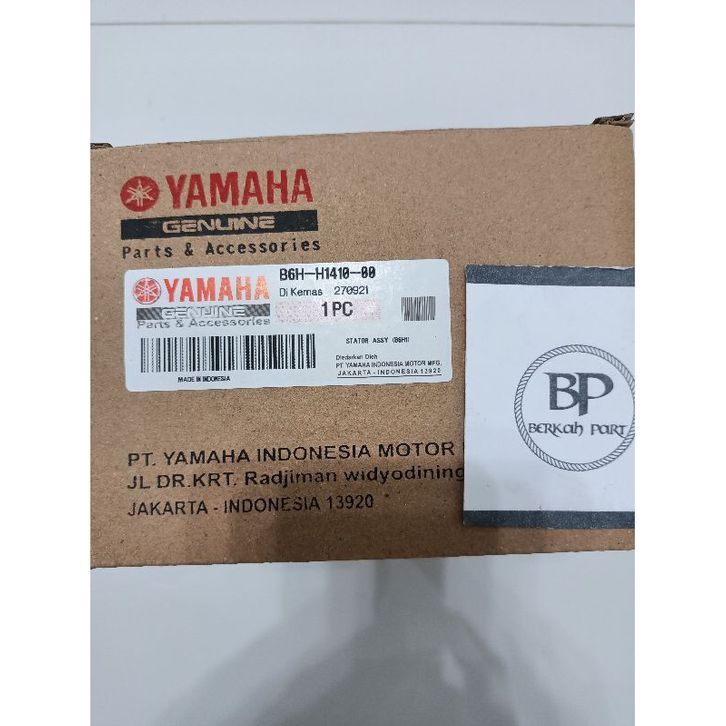 YAMAHA
GENUINE
Parts & Accessories
YAMAHA
GENUINE
Parts & Accessories
B6H-H1410-00
Di Kemas 270921
1 PC
STATOR ASSY (B6H1)
Diedarkan Oleh
PT YAMAHA INDONESIA MOTOR MFG.
JAKARTA - INDONESIA 13920
MADE IN INDONESIA
BP
BERKAH PART
PT. YAMAHA INDONESIA MOTOR
JL DR.KRT. Radjiman widyodining
JAKARTA - INDONESIA 13920